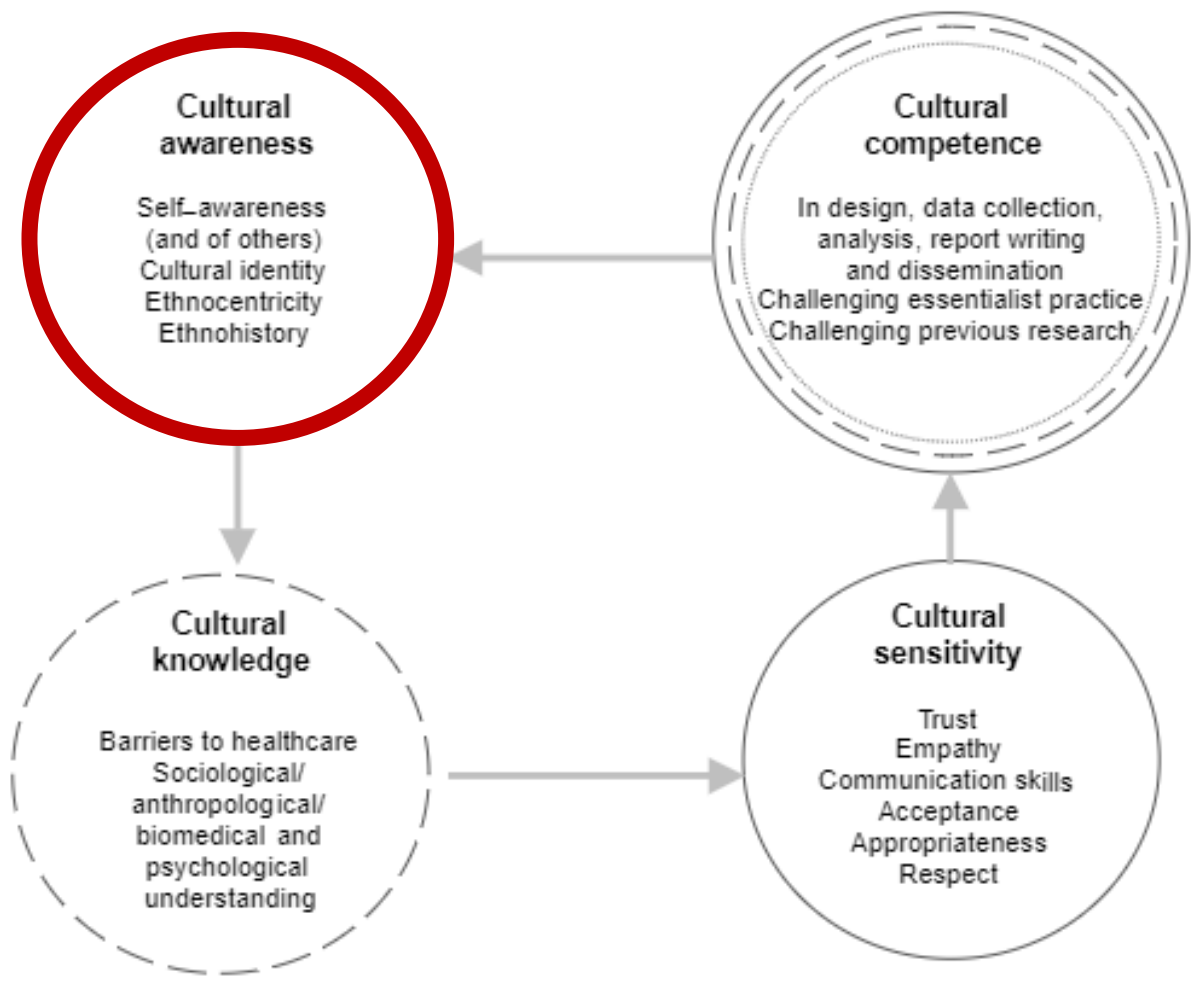 Cultural
awareness
Self–awareness
(and of others)
Cultural identity
Ethnocentricity
Ethnohistory
Cultural
competence
In design, data collection,
analysis, report writing
and dissemination
Challenging essentialist practice
Challenging previous research
Cultural
knowledge
Barriers to healthcare
Sociological/
anthropological/
biomedical and
psychological
understanding
Cultural
sensitivity
Trust
Empathy
Communication skills
Acceptance
Appropriateness
Respect